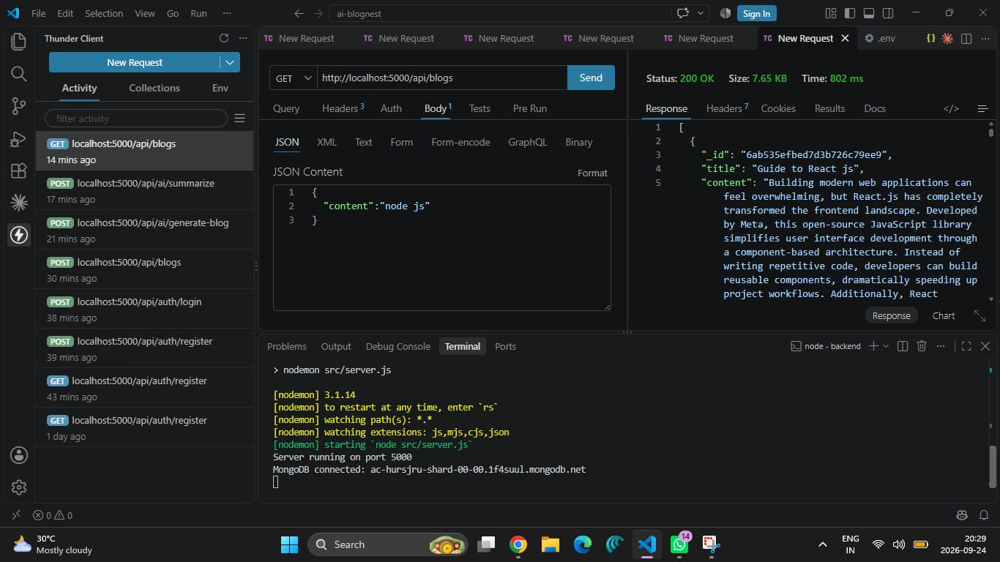 File Edit Selection View Go Run ··· ai-blognest Sign In
Thunder Client
New Request
Activity Collections Env
filter activity
GET localhost:5000/api/blogs
14 mins ago
POST localhost:5000/api/ai/summarize
17 mins ago
POST localhost:5000/api/ai/generate-blog
21 mins ago
POST localhost:5000/api/blogs
30 mins ago
POST localhost:5000/api/auth/login
38 mins ago
POST localhost:5000/api/auth/register
39 mins ago
GET localhost:5000/api/auth/register
43 mins ago
GET localhost:5000/api/auth/register
1 day ago
TC New Request TC New Request TC New Request TC New Request TC New Request TC New Request .env
GET http://localhost:5000/api/blogs Send
Query Headers 3 Auth Body 1 Tests Pre Run
JSON XML Text Form Form-encode GraphQL Binary
JSON Content Format
1 {
2 "content":"node js"
3 }
Status: 200 OK Size: 7.65 KB Time: 802 ms
Response Headers 7 Cookies Results Docs </>
1 [
2 {
3 "_id": "6ab535efbed7d3b726c79ee9",
4 "title": "Guide to React js",
5 "content": "Building modern web applications can
feel overwhelming, but React.js has completely
transformed the frontend landscape. Developed
by Meta, this open-source JavaScript library
simplifies user interface development through
a component-based architecture. Instead of
writing repetitive code, developers can build
reusable components, dramatically speeding up
project workflows. Additionally, React
Response Chart
Problems Output Debug Console Terminal Ports node - backend
> nodemon src/server.js
[nodemon] 3.1.14
[nodemon] to restart at any time, enter `rs`
[nodemon] watching path(s): *.*
[nodemon] watching extensions: js,mjs,cjs,json
[nodemon] starting `node src/server.js`
Server running on port 5000
MongoDB connected: ac-hursjru-shard-00-00.1f4suul.mongodb.net
0 0
30°C
Mostly cloudy
Search
14
ENG
IN
20:29
2026-09-24